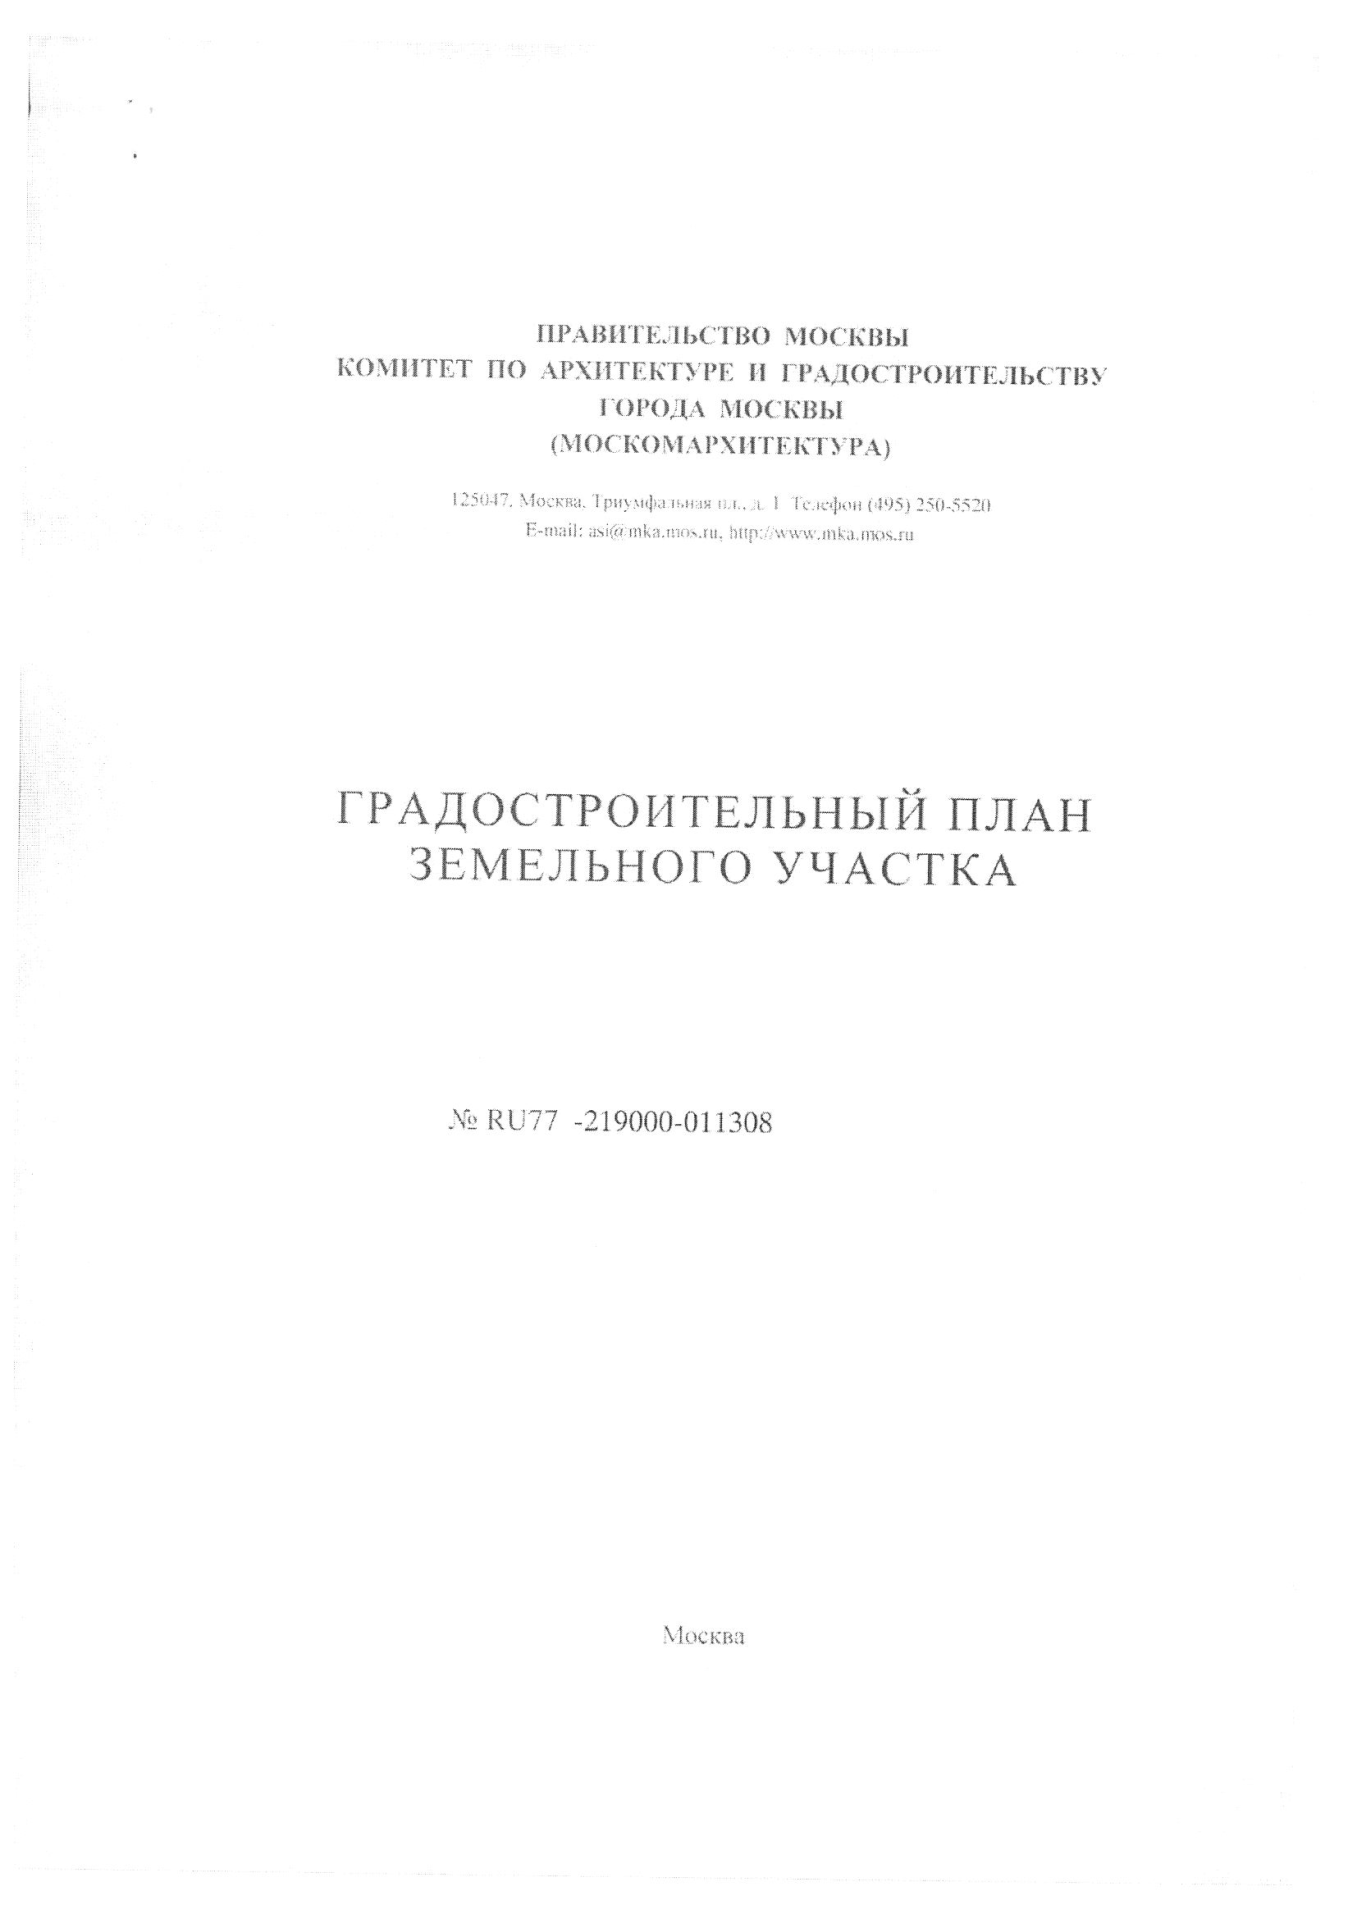 ПРАВИТЕЛЬСТВО МОСКВЫ
КОМИТЕТ ПО АРХИТЕКТУРЕ И ГРАДОСТРОИТЕЛЬСТВУ
ГОРОДА МОСКВЫ
(МОСКОМАРХИТЕКТУРА)
125047, Москва, Триумфальная пл., д. 1 Телефон (495) 250-5520
E-mail: asi@mka.mos.ru, http://www.mka.mos.ru
ГРАДОСТРОИТЕЛЬНЫЙ ПЛАН
ЗЕМЕЛЬНОГО УЧАСТКА
№ RU77 -219000-011308
Москва